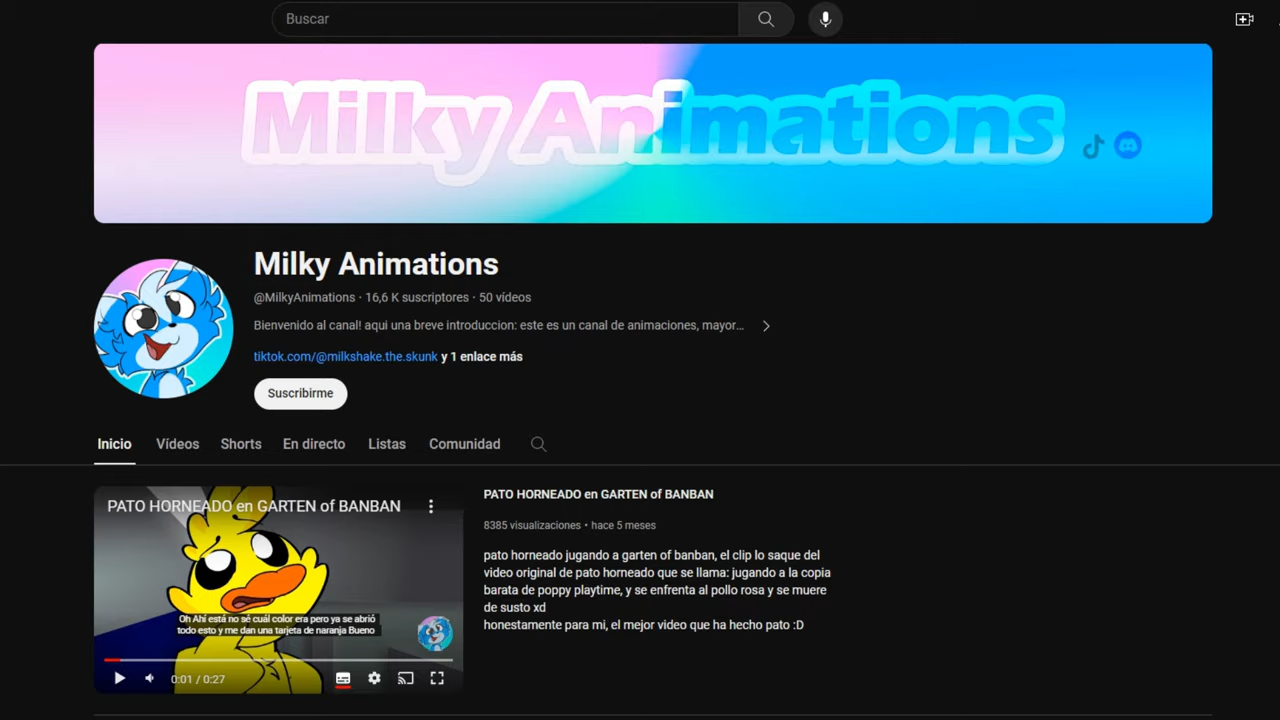 Buscar
Milky Animations
Milky Animations
@MilkyAnimations · 16,6 K suscriptores · 50 vídeos
Bienvenido al canal! aqui una breve introduccion: este es un canal de animaciones, mayor...
tiktok.com/@milkshake.the.skunk y 1 enlace más
Suscribirme
Inicio Vídeos Shorts En directo Listas Comunidad
PATO HORNEADO en GARTEN of BANBAN
Oh Ahí está no sé cuál color era pero ya se abrió
todo esto y me dan una tarjeta de naranja Bueno
0:01 / 0:27
PATO HORNEADO en GARTEN of BANBAN
8385 visualizaciones • hace 5 meses
pato horneado jugando a garten of banban, el clip lo saque del
video original de pato horneado que se llama: jugando a la copia
barata de poppy playtime, y se enfrenta al pollo rosa y se muere
de susto xd
honestamente para mi, el mejor video que ha hecho pato :D